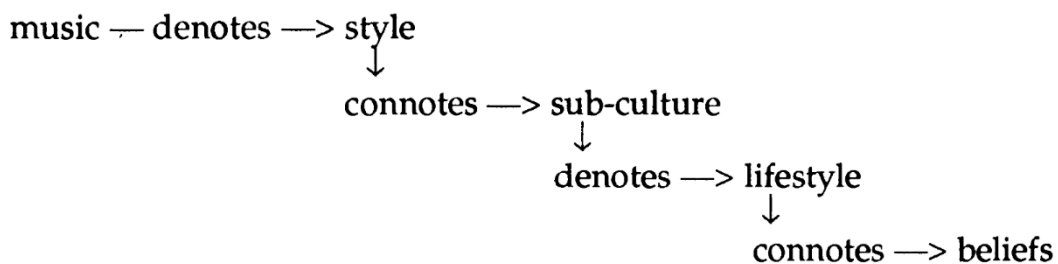 music — denotes —> style
connotes —> sub-culture
denotes —> lifestyle
connotes —> beliefs